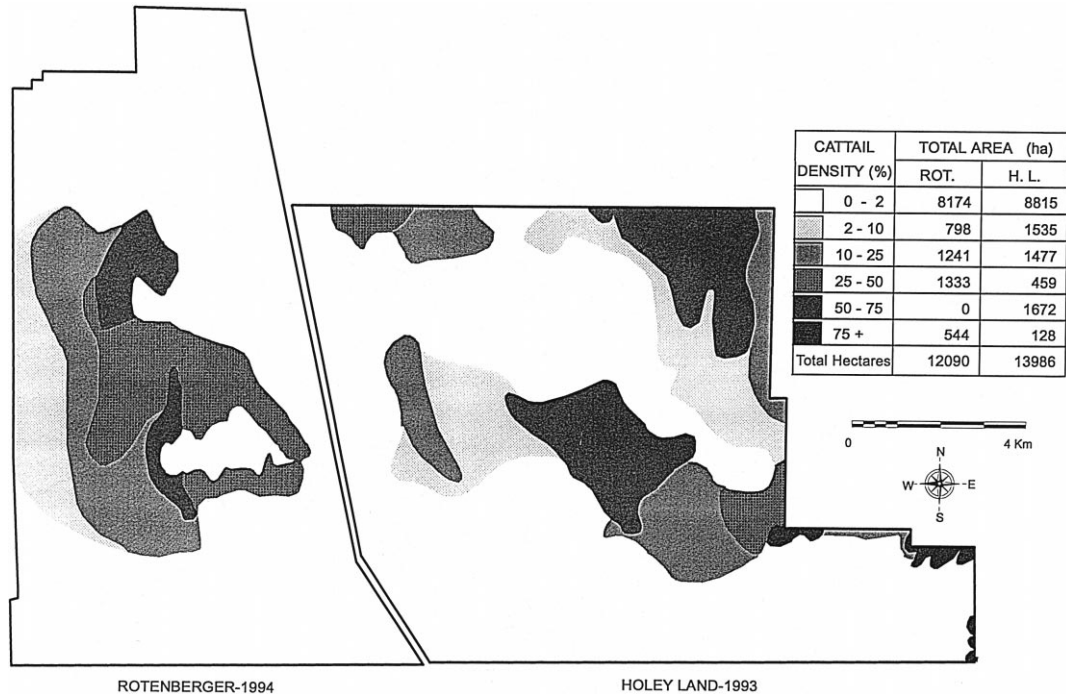 CATTAIL DENSITY (%) TOTAL AREA (ha)
ROT. H. L.
0 - 2 8174 8815
2 - 10 798 1535
10 - 25 1241 1477
25 - 50 1333 459
50 - 75 0 1672
75 + 544 128
Total Hectares 12090 13986
0 4 Km
N
W E
S
ROTENBERGER-1994 HOLEY LAND-1993